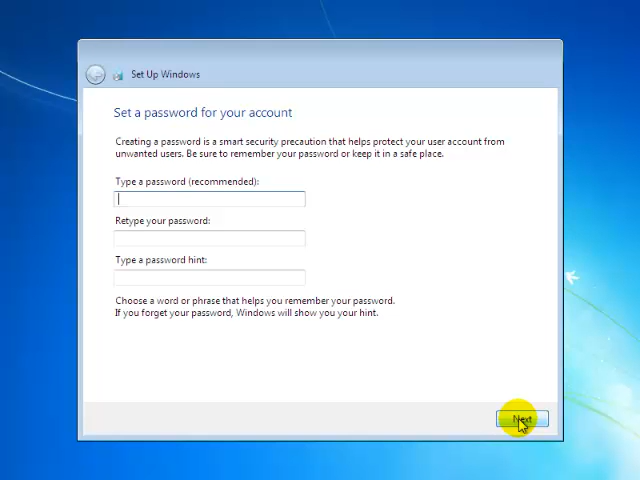 Set Up Windows
Set a password for your account
Creating a password is a smart security precaution that helps protect your user account from
unwanted users. Be sure to remember your password or keep it in a safe place.
Type a password (recommended):
Retype your password:
Type a password hint:
Choose a word or phrase that helps you remember your password.
If you forget your password, Windows will show you your hint.
Next